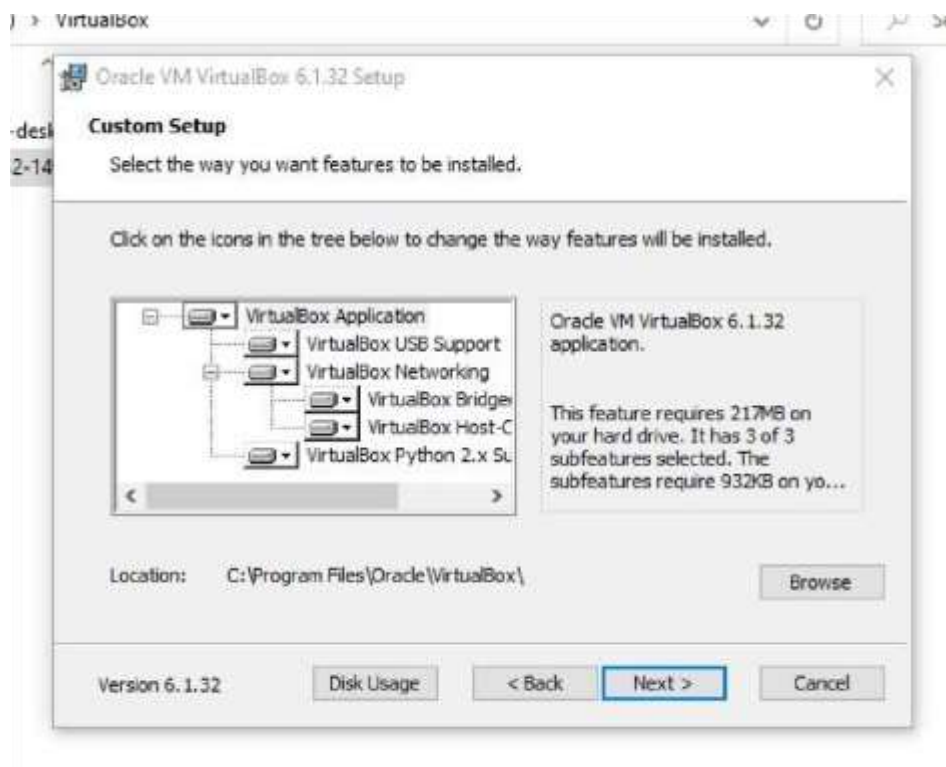 VirtualBox
Oracle VM VirtualBox 6.1.32 Setup
-desk
2-14
Custom Setup
Select the way you want features to be installed.
Click on the icons in the tree below to change the way features will be installed.
VirtualBox Application
VirtualBox USB Support
VirtualBox Networking
VirtualBox Bridge
VirtualBox Host-C
VirtualBox Python 2.x Su
Oracle VM VirtualBox 6.1.32
application.
This feature requires 217MB on
your hard drive. It has 3 of 3
subfeatures selected. The
subfeatures require 932KB on yo...
Location: C:\Program Files\Oracle\VirtualBox\
Browse
Version 6.1.32
Disk Usage
< Back
Next >
Cancel